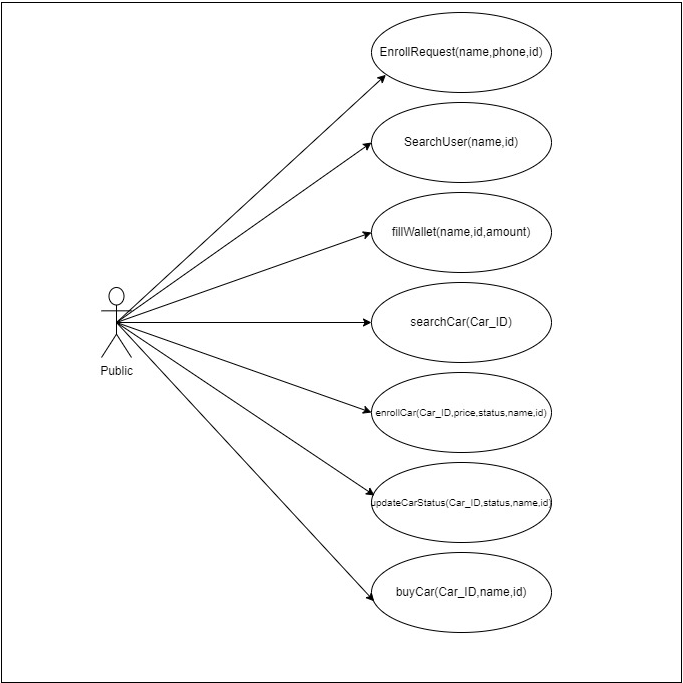 EnrollRequest(name,phone,id)
SearchUser(name,id)
fillWallet(name,id,amount)
searchCar(Car_ID)
Public
enrollCar(Car_ID,price,status,name,id)
updateCarStatus(Car_ID,status,name,id)
buyCar(Car_ID,name,id)